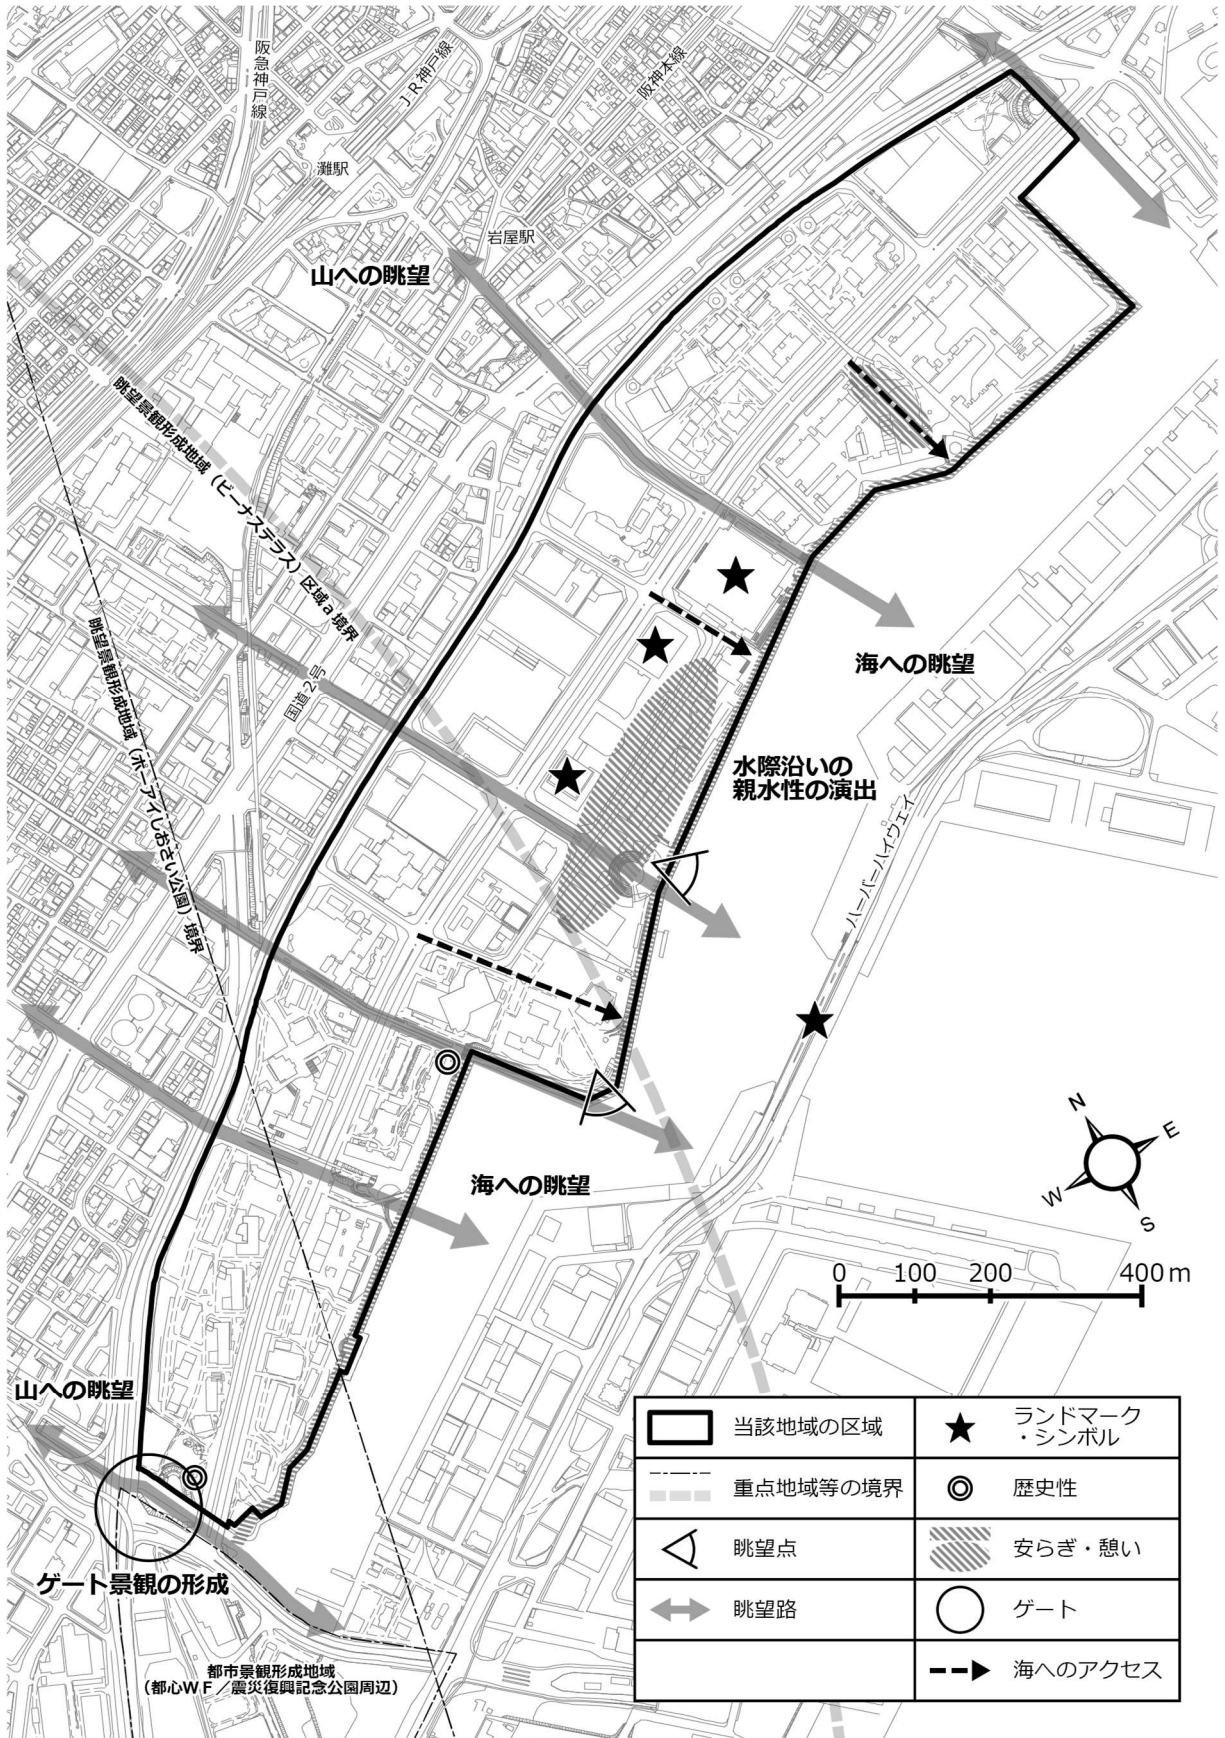 阪急神戸線
JR神戸線
阪神本線
灘駅
岩屋駅
山への眺望
眺望景観形成地域（ビーナステラス）区域a境界
眺望景観形成地域（ポーアイしおさい公園）境界
国道2号
海への眺望
水際沿いの
親水性の演出
ハーバーハイウェイ
海への眺望
N
E
W
S
0 100 200 400m
山への眺望
ゲート景観の形成
都市景観形成地域
（都心WF／震災復興記念公園周辺）
当該地域の区域
ランドマーク
・シンボル
重点地域等の境界
歴史性
眺望点
安らぎ・憩い
眺望路
ゲート
海へのアクセス